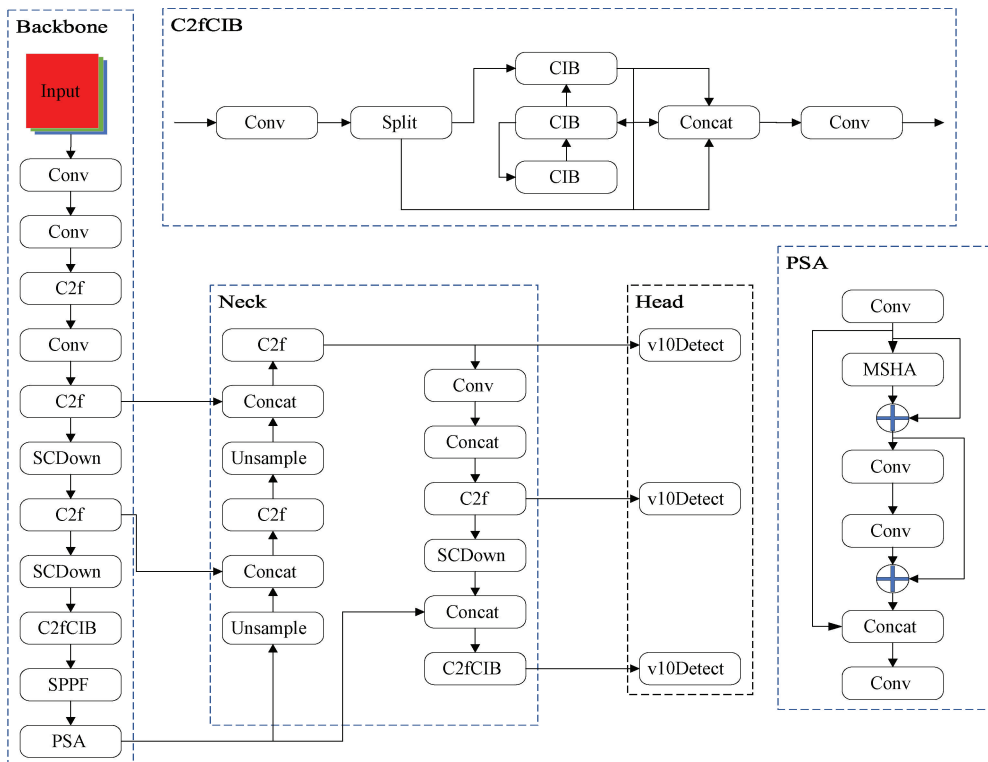 Backbone
Input
Conv
Conv
C2f
Conv
C2f
SCDown
C2f
SCDown
C2fCIB
SPPF
PSA
C2fCIB
Conv
Split
CIB
CIB
CIB
Concat
Conv
Neck
C2f
Concat
Unsample
C2f
Concat
Unsample
Conv
Concat
C2f
SCDown
Concat
C2fCIB
Head
v10Detect
v10Detect
v10Detect
PSA
Conv
MSHA
Conv
Conv
Concat
Conv